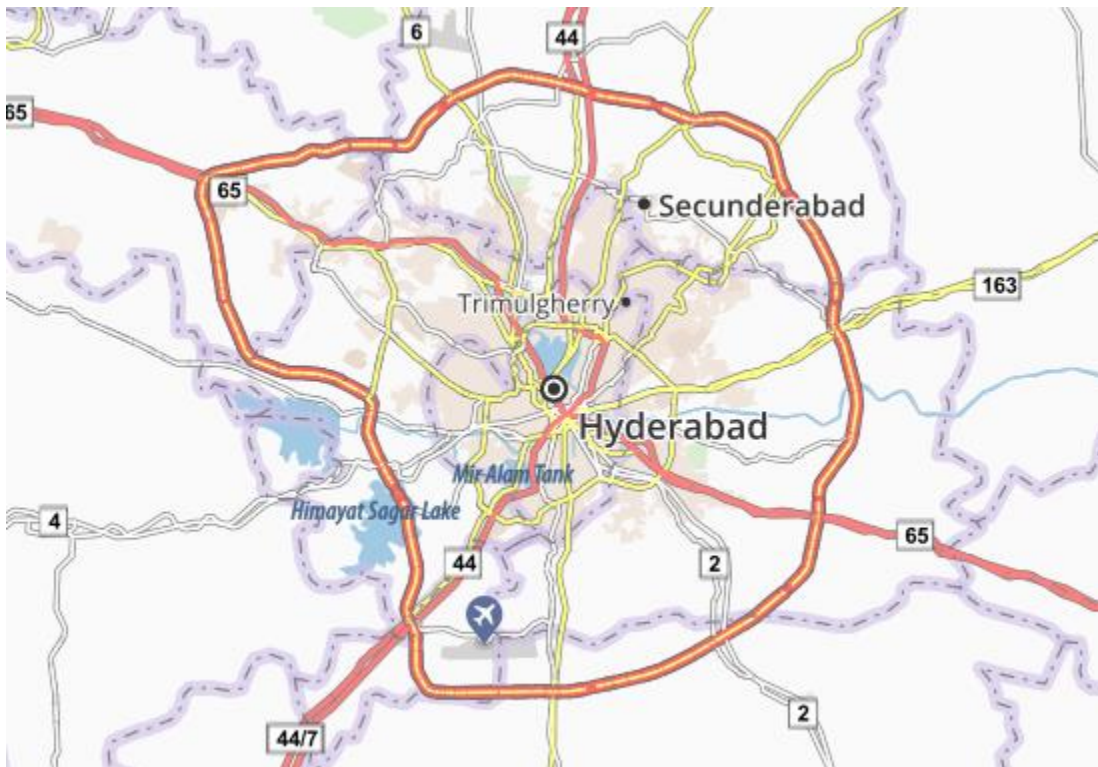 6
44
65
65
Secunderabad
163
Trimulgherry
Hyderabad
Mir Alam Tank
Himayat Sagar Lake
4
65
44
2
2
44/7